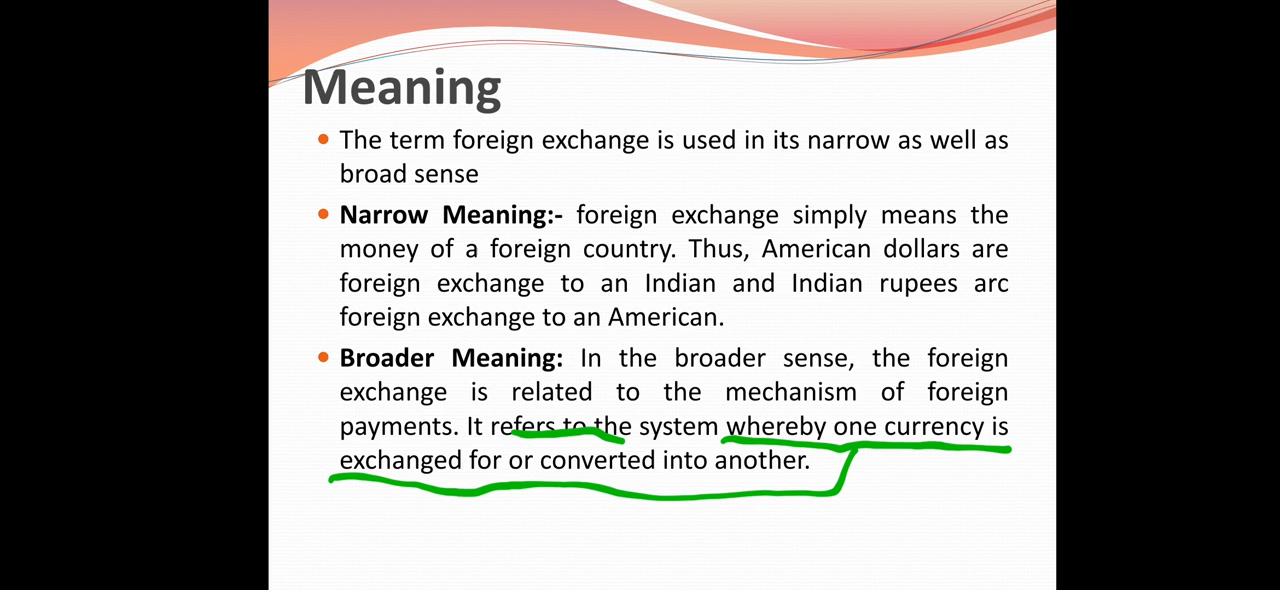 Meaning
• The term foreign exchange is used in its narrow as well as
broad sense
• Narrow Meaning:- foreign exchange simply means the
money of a foreign country. Thus, American dollars are
foreign exchange to an Indian and Indian rupees arc
foreign exchange to an American.
• Broader Meaning: In the broader sense, the foreign
exchange is related to the mechanism of foreign
payments. It refers to the system whereby one currency is
exchanged for or converted into another.